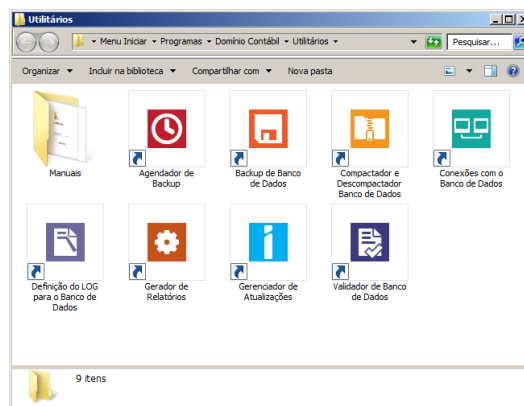 Utilitários
Menu Iniciar Programas Domínio Contábil Utilitários
Pesquisar...
Organizar Incluir na biblioteca Compartilhar com Nova pasta
Manuais
Agendador de
Backup
Backup de Banco
de Dados
Compactador e
Descompactador
Banco de Dados
Conexões com o
Banco de Dados
Definição do LOG
para o Banco de
Dados
Gerador de
Relatórios
Gerenciador de
Atualizações
Validador de Banco
de Dados
9 itens